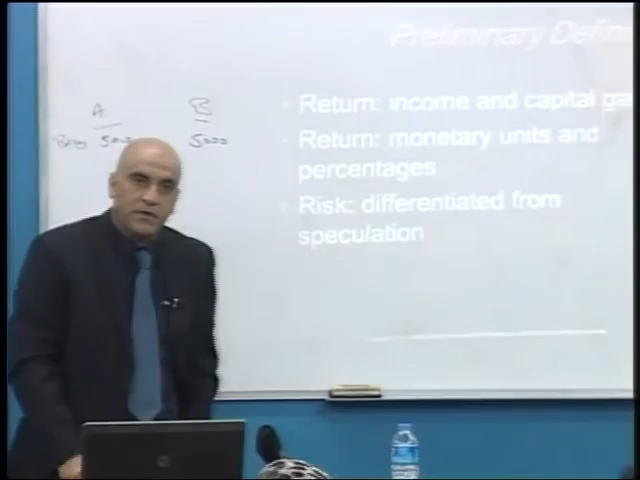 Preliminary Defin
A B
5000
• Return: income and capital ga
• Return: monetary units and
percentages
• Risk: differentiated from
speculation